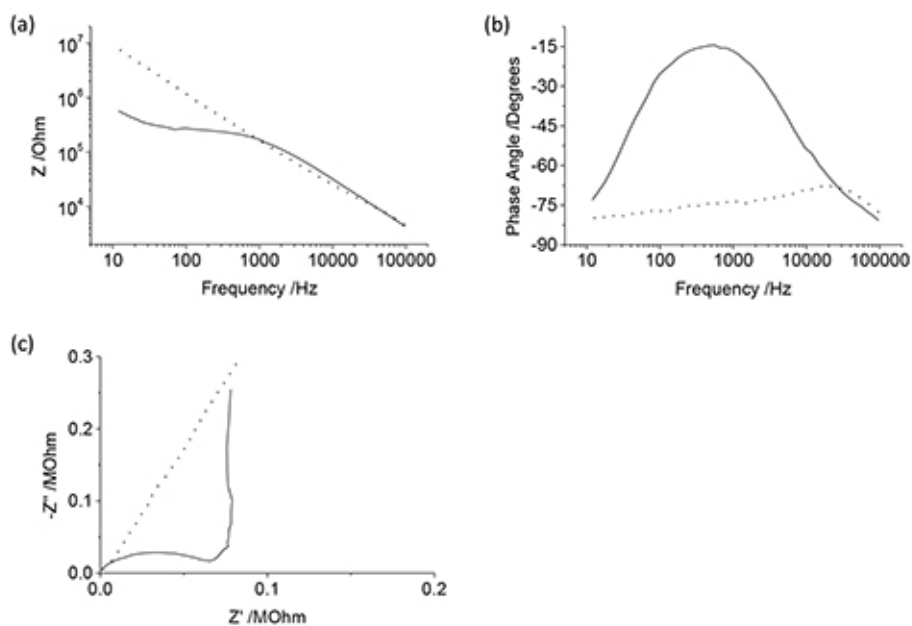 (a)
10⁷
10⁶
10⁵
10⁴
Z /Ohm
10 100 1000 10000 100000
Frequency /Hz
(b)
-15
-30
-45
-60
-75
-90
Phase Angle /Degrees
10 100 1000 10000 100000
Frequency /Hz
(c)
0.3
0.2
0.1
0.0
-Z" /MOhm
0.0 0.1 0.2
Z' /MOhm